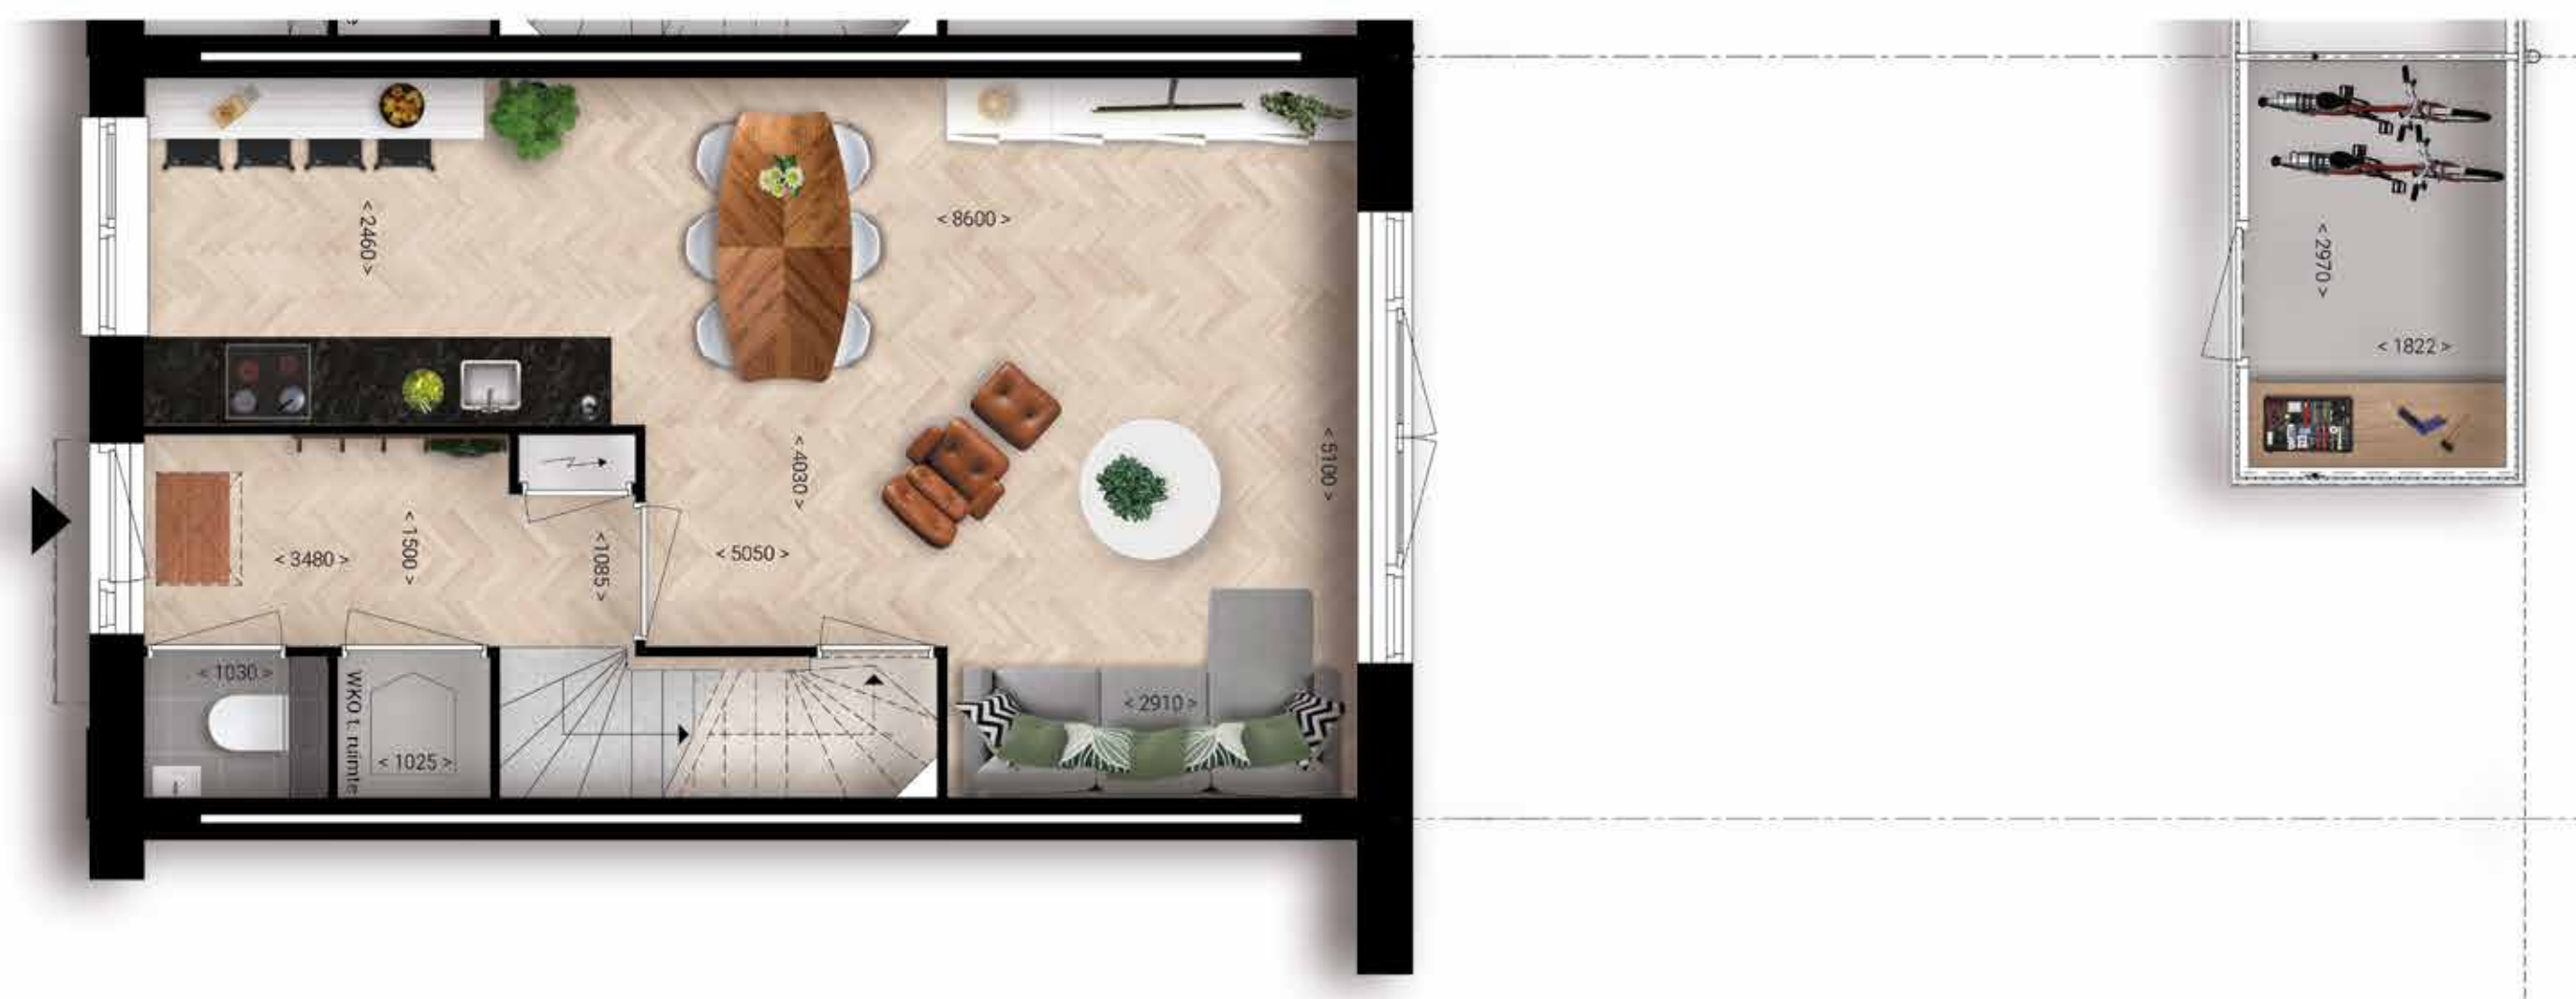 < 2460 >
< 8600 >
< 2970 >
< 1822 >
< 4030 >
< 5100 >
< 3480 >
< 1500 >
< 1085 >
< 5050 >
< 1030 >
WKO t. ruimte
< 1025 >
< 2910 >